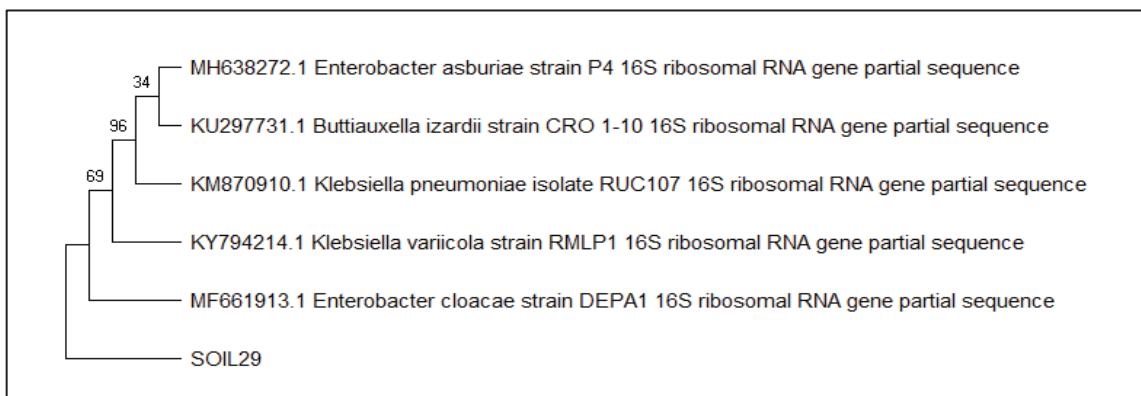 34
MH638272.1 Enterobacter asburiae strain P4 16S ribosomal RNA gene partial sequence
KU297731.1 Buttiauxella izardii strain CRO 1-10 16S ribosomal RNA gene partial sequence
96
KM870910.1 Klebsiella pneumoniae isolate RUC107 16S ribosomal RNA gene partial sequence
69
KY794214.1 Klebsiella variicola strain RMLP1 16S ribosomal RNA gene partial sequence
MF661913.1 Enterobacter cloacae strain DEPA1 16S ribosomal RNA gene partial sequence
SOIL29